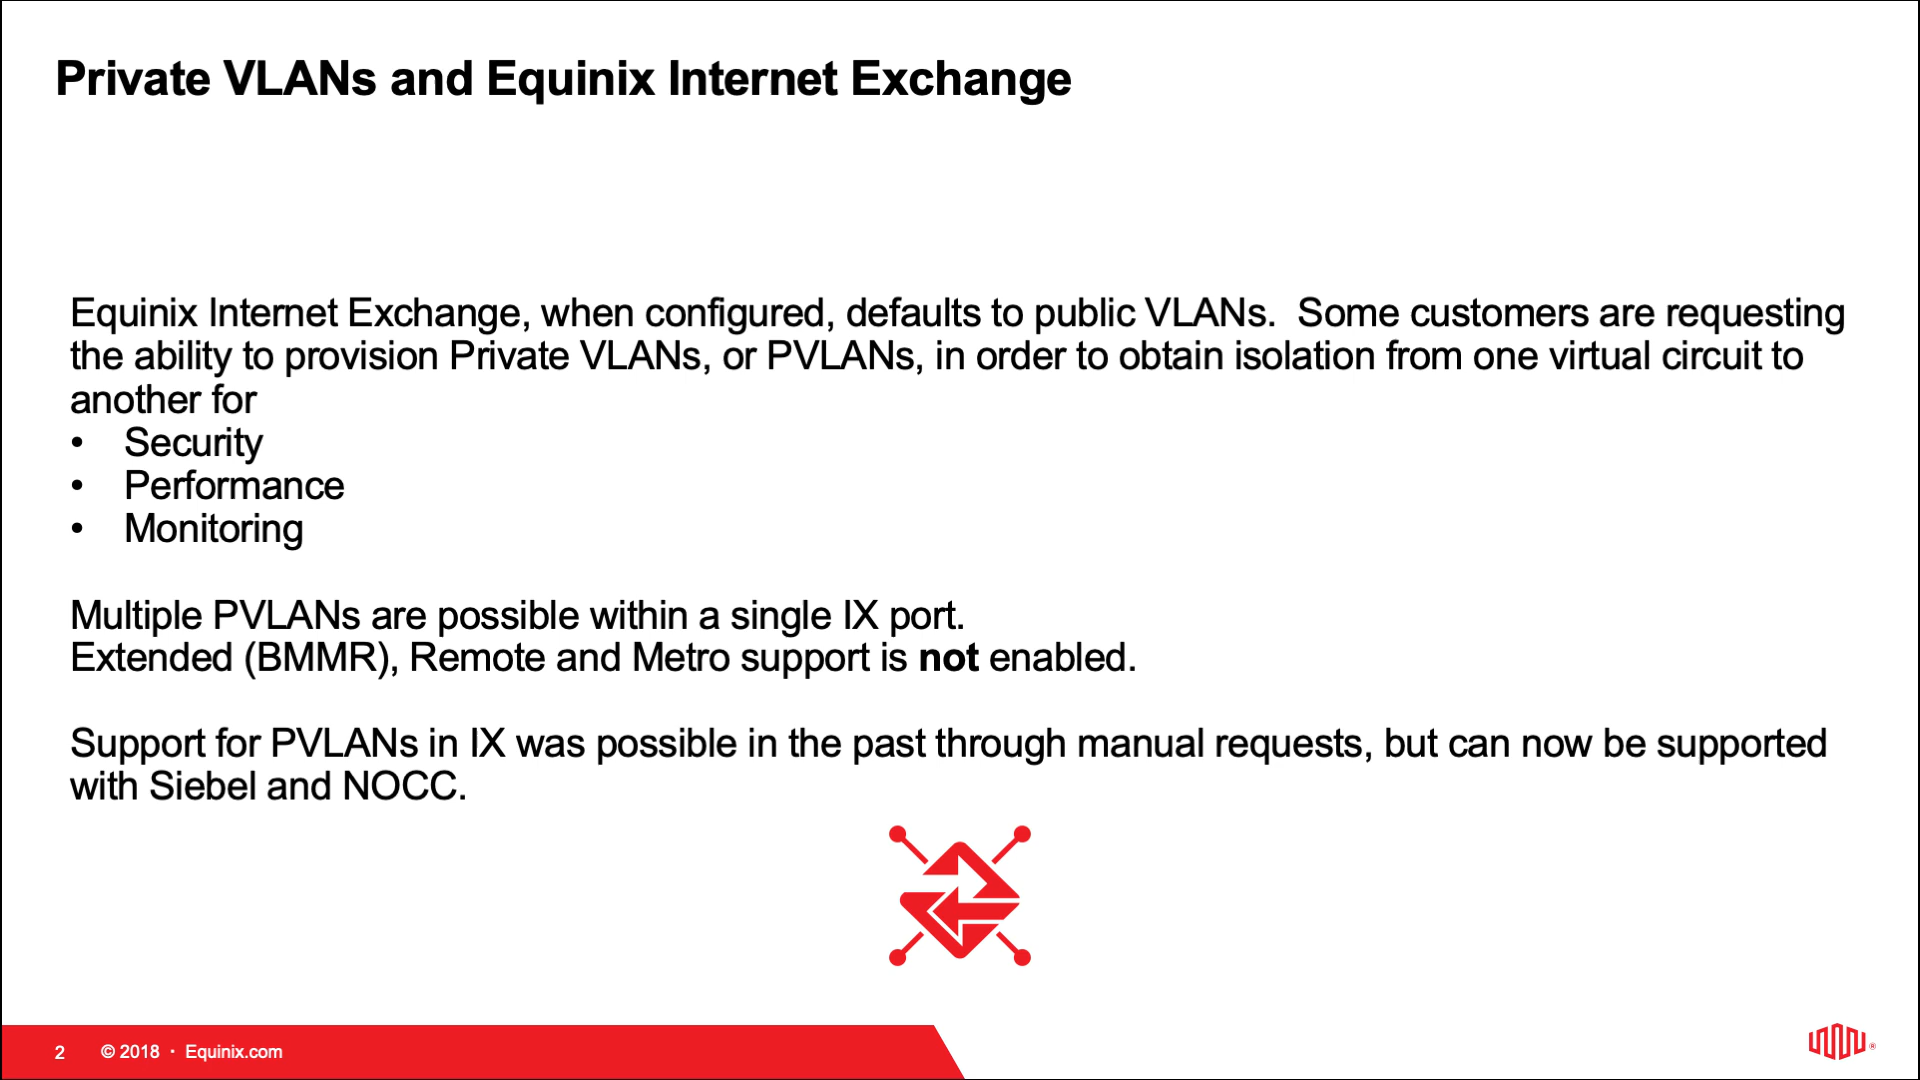 Private VLANs and Equinix Internet Exchange
Equinix Internet Exchange, when configured, defaults to public VLANs.  Some customers are requesting
the ability to provision Private VLANs, or PVLANs, in order to obtain isolation from one virtual circuit to
another for
• Security
• Performance
• Monitoring
Multiple PVLANs are possible within a single IX port.
Extended (BMMR), Remote and Metro support is not enabled.
Support for PVLANs in IX was possible in the past through manual requests, but can now be supported
with Siebel and NOCC.
2 © 2018 · Equinix.com
®